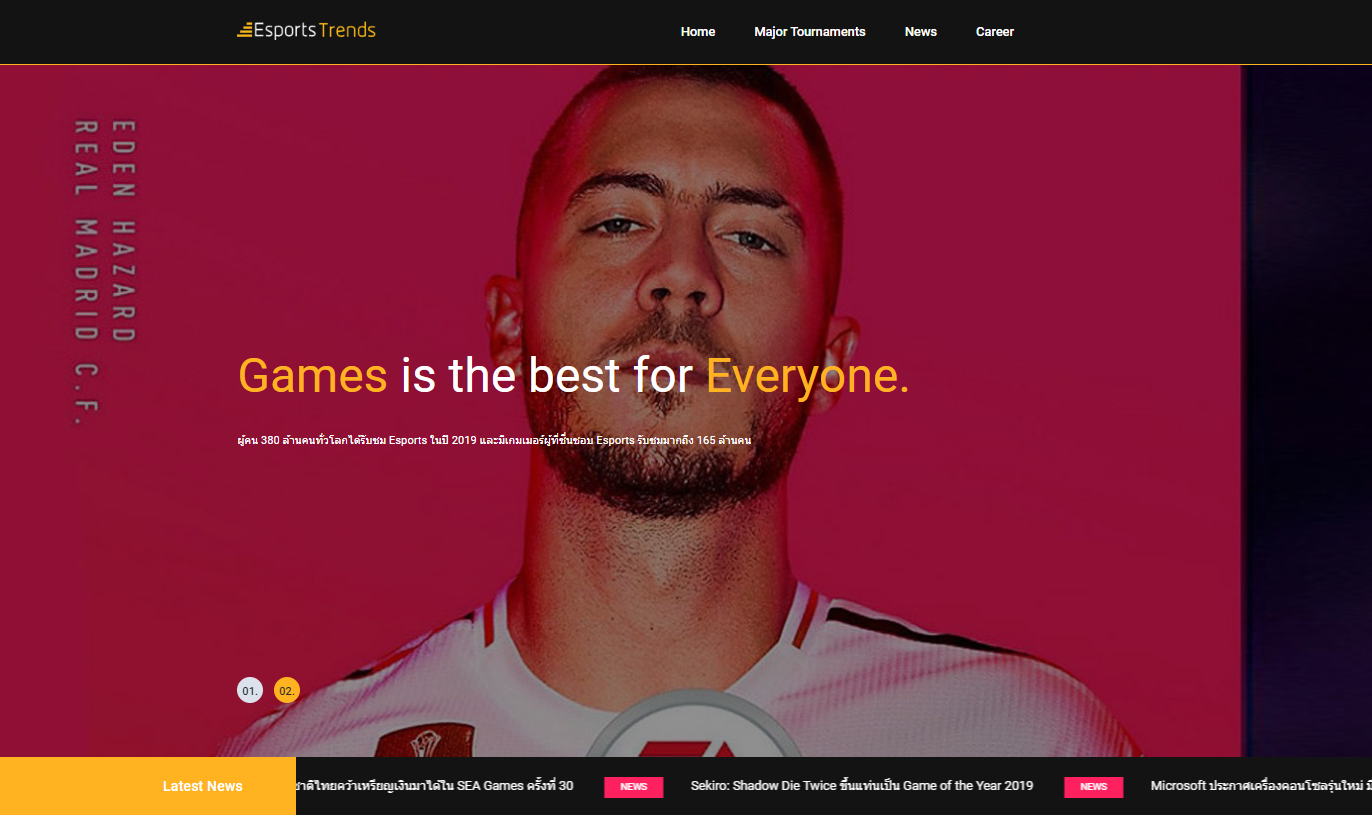 Esports Trends
Home
Major Tournaments
News
Career
EDEN HAZARD
REAL MADRID C.F.
Games is the best for Everyone.
ผู้คน 380 ล้านคนทั่วโลกได้รับชม Esports ในปี 2019 และมีเกมเมอร์ผู้ที่ชื่นชอบ Esports รับชมมากถึง 165 ล้านคน
01.
02.
Latest News
ชาติไทยคว้าเหรียญเงินมาได้ใน SEA Games ครั้งที่ 30
NEWS
Sekiro: Shadow Die Twice ขึ้นแท่นเป็น Game of the Year 2019
NEWS
Microsoft ประกาศเครื่องคอนโซลรุ่นใหม่